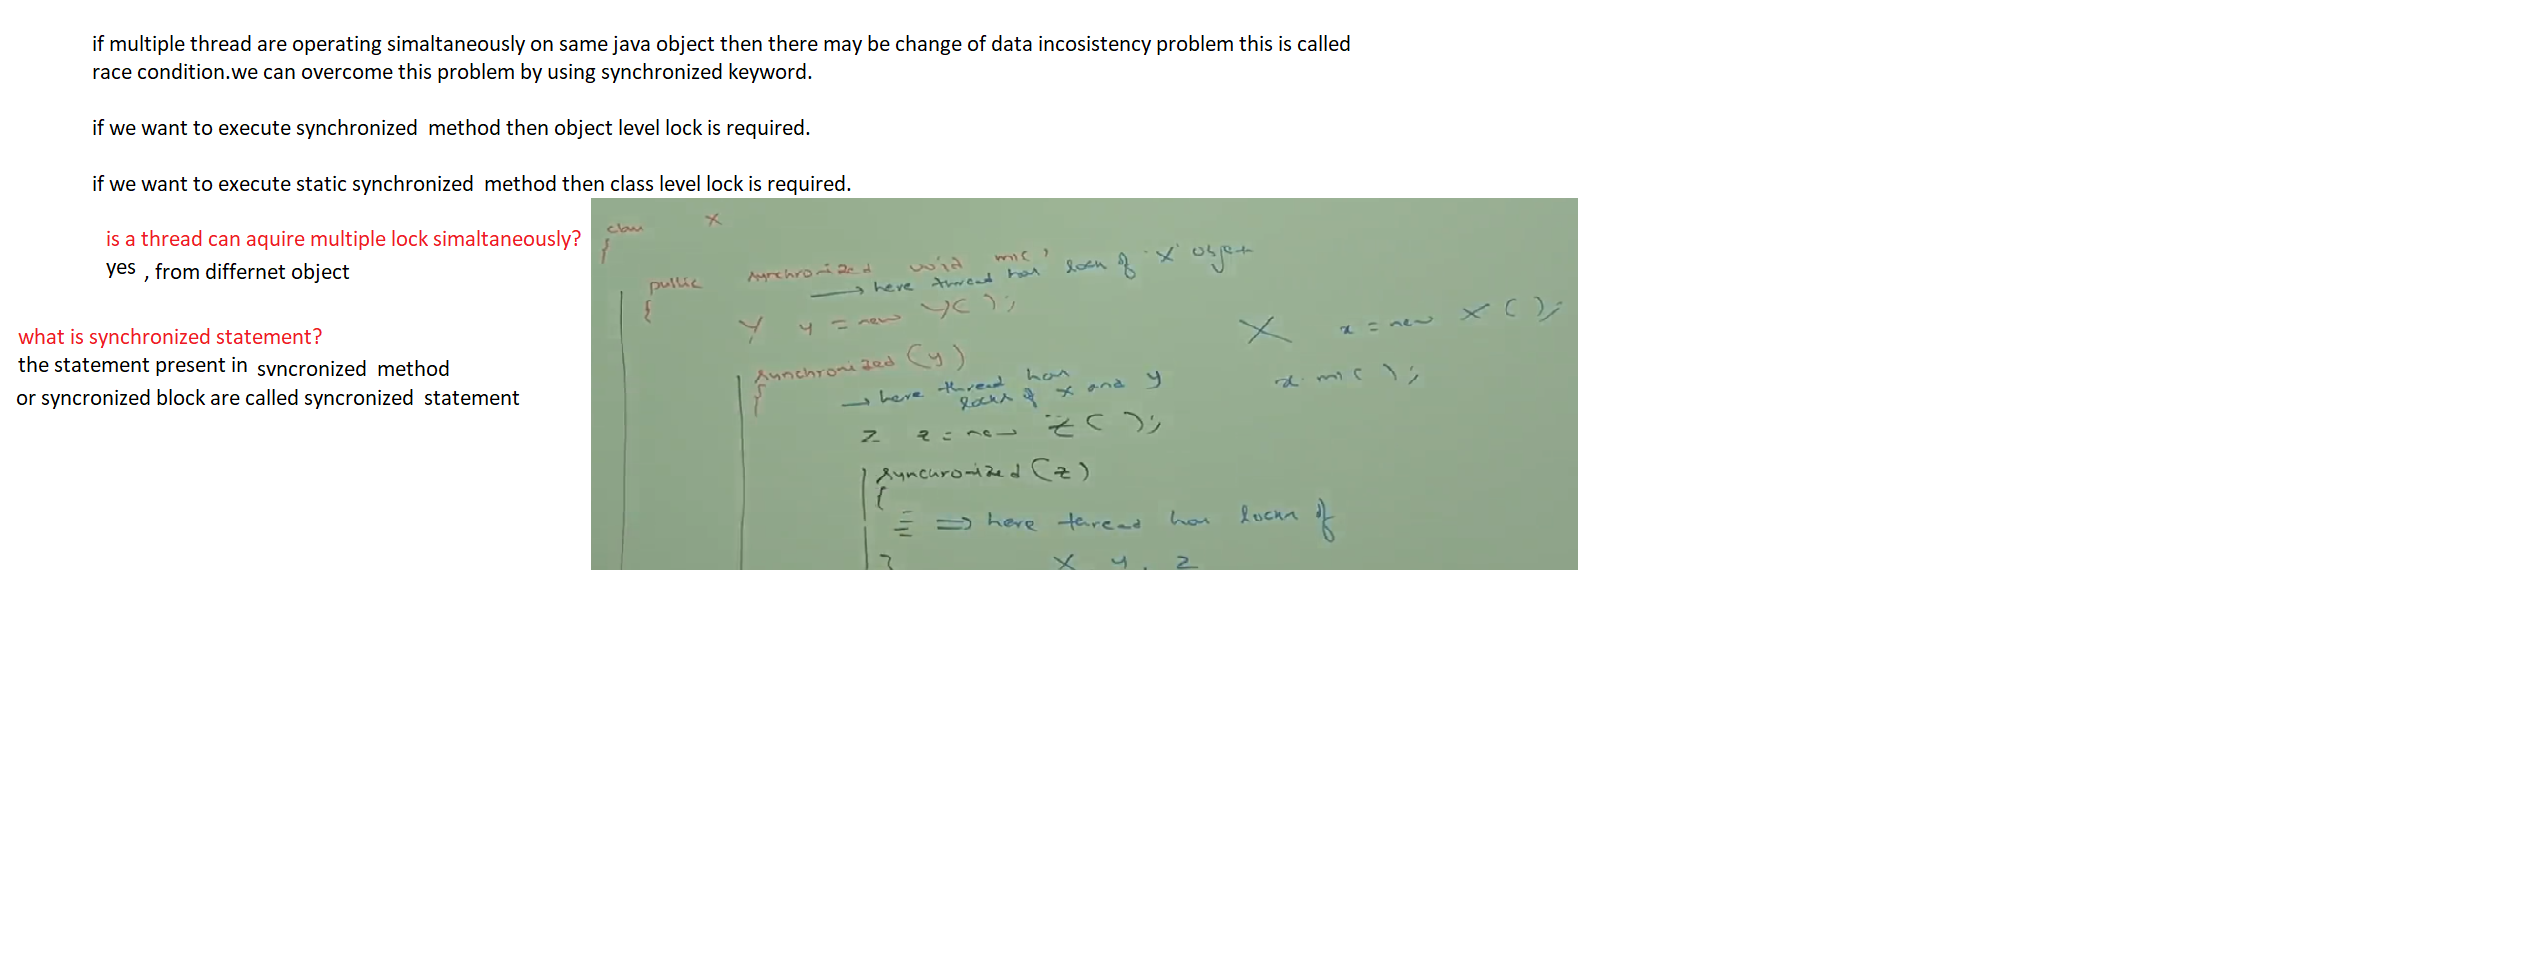 if multiple thread are operating simaltaneously on same java object then there may be change of data incosistency problem this is called
race condition.we can overcome this problem by using synchronized keyword.
if we want to execute synchronized  method then object level lock is required.
if we want to execute static synchronized  method then class level lock is required.
is a thread can aquire multiple lock simaltaneously?
yes , from differnet object
what is synchronized statement?
the statement present in svncronized  method
or syncronized block are called syncronized  statement
class X
{
public synchronized void m1( )
→ here thread has lock of 'X' object
{
Y y = new Y( );
synchronized (y)
{
→ here thread has
locks of X and Y
Z z = new Z( );
synchronized (z)
{
⇒ here thread has locks of
X Y, Z
}
X x = new X ( );
x. m1( );